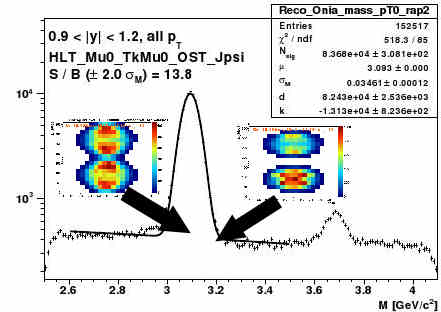 Reco_Onia_mass_pT0_rap2
Entries 152517
χ² / ndf 518.3 / 65
N_sig 8.368e+04 ± 3.081e+02
μ 3.093 ± 0.000
σ_M 0.03461 ± 0.00012
d 8.243e+04 ± 2.536e+03
k -1.313e+04 ± 8.236e+02
0.9 < |y| < 1.2, all p_T
HLT_Mu0_TkMu0_OST_Jpsi
S / B (± 2.0 σ_M) = 13.8
10⁴
10³
2.6 2.8 3 3.2 3.4 3.6 3.8 4
M [GeV/c²]